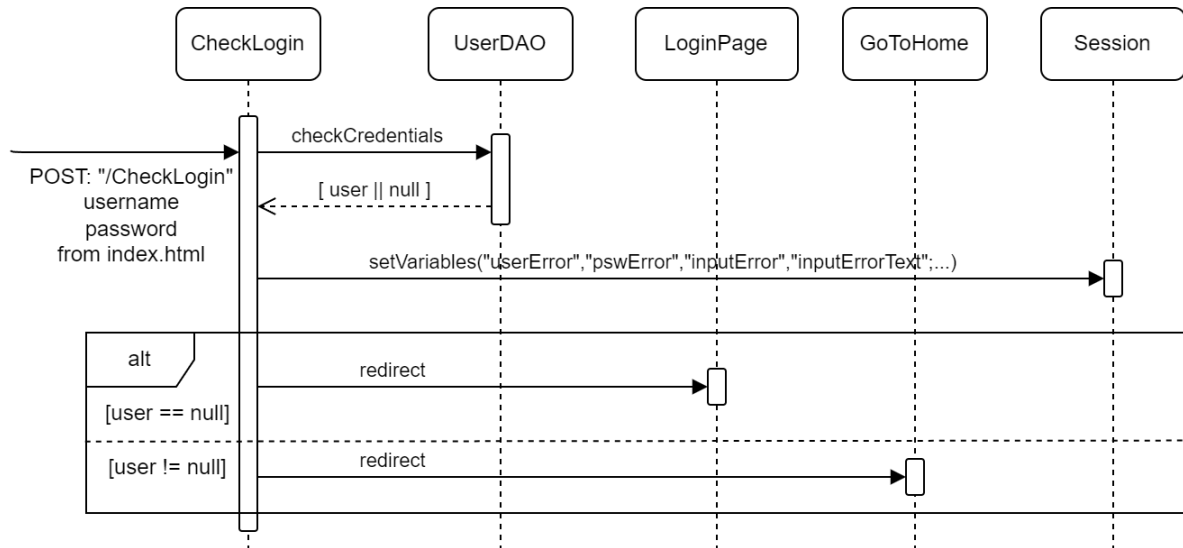 CheckLogin
UserDAO
LoginPage
GoToHome
Session
checkCredentials
POST: "/CheckLogin"
username
password
from index.html
[ user || null ]
setVariables("userError","pswError","inputError","inputErrorText";...)
alt
redirect
[user == null]
redirect
[user != null]